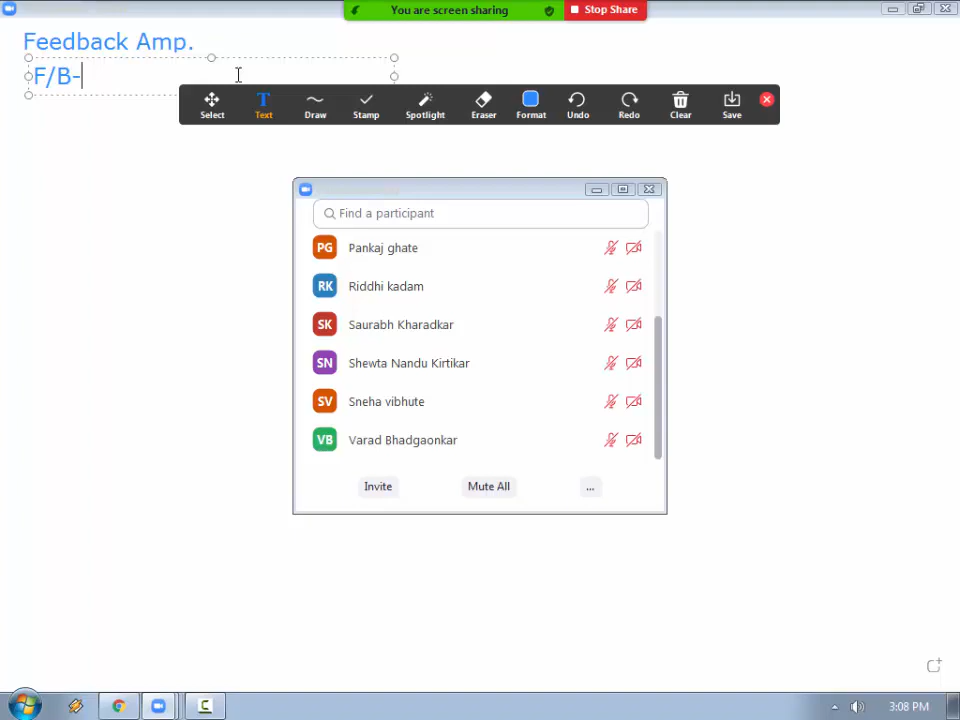 You are screen sharing
Stop Share
Feedback Amp.
F/B-
Select
Text
Draw
Stamp
Spotlight
Eraser
Format
Undo
Redo
Clear
Save
Find a participant
PG Pankaj ghate
RK Riddhi kadam
SK Saurabh Kharadkar
SN Shewta Nandu Kirtikar
SV Sneha vibhute
VB Varad Bhadgaonkar
Invite
Mute All
...
C
3:08 PM